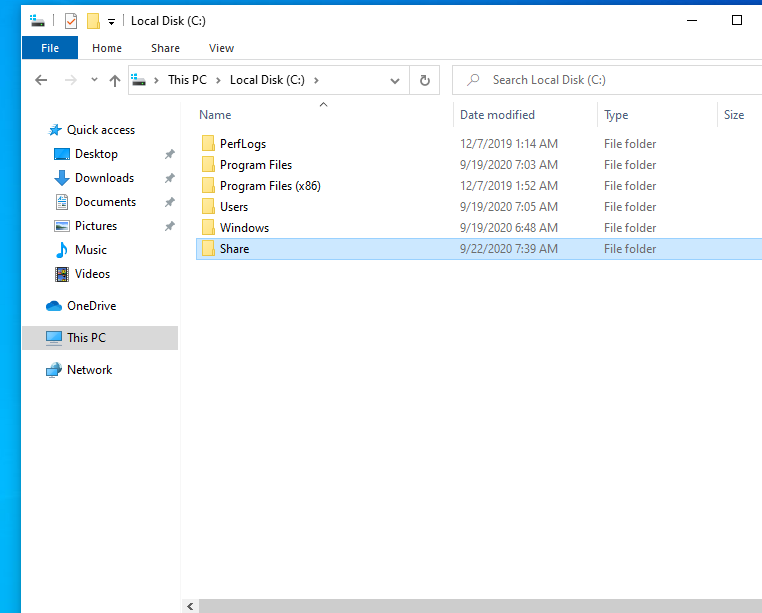 Local Disk (C:)
File Home Share View
This PC Local Disk (C:) Search Local Disk (C:)
Name Date modified Type Size
Quick access
Desktop
Downloads
Documents
Pictures
Music
Videos
OneDrive
This PC
Network
PerfLogs 12/7/2019 1:14 AM File folder
Program Files 9/19/2020 7:03 AM File folder
Program Files (x86) 12/7/2019 1:52 AM File folder
Users 9/19/2020 7:05 AM File folder
Windows 9/19/2020 6:48 AM File folder
Share 9/22/2020 7:39 AM File folder